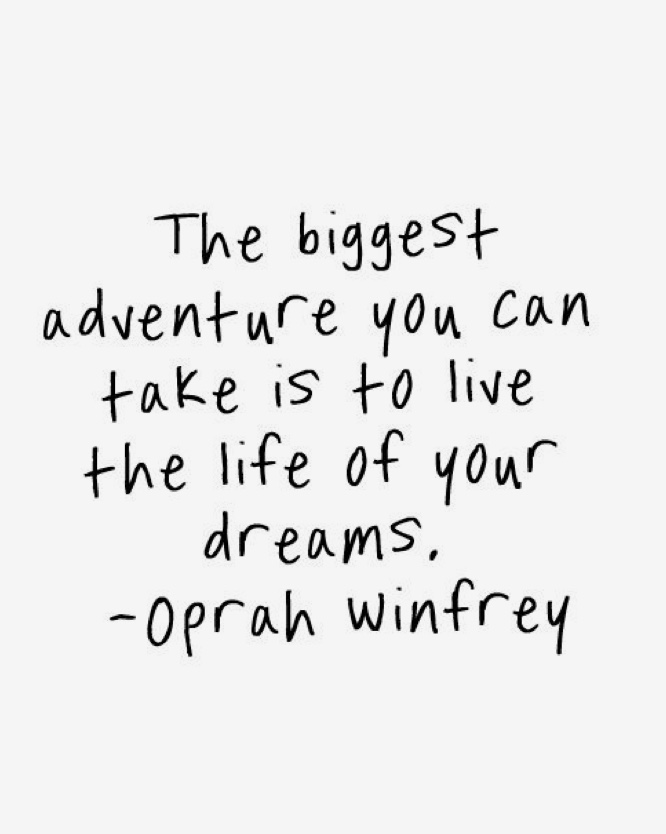 The biggest
adventure you can
take is to live
the life of your
dreams.
-Oprah Winfrey